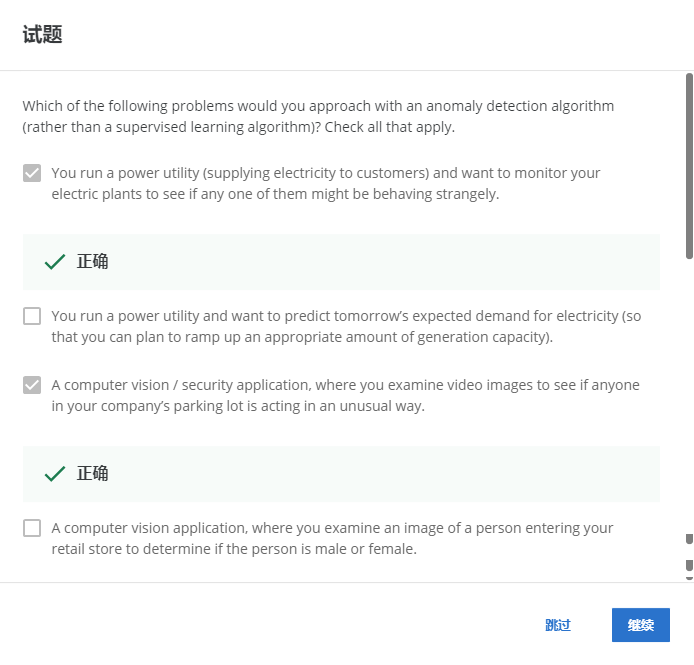 试题
Which of the following problems would you approach with an anomaly detection algorithm
(rather than a supervised learning algorithm)? Check all that apply.
You run a power utility (supplying electricity to customers) and want to monitor your
electric plants to see if any one of them might be behaving strangely.
正确
You run a power utility and want to predict tomorrow’s expected demand for electricity (so
that you can plan to ramp up an appropriate amount of generation capacity).
A computer vision / security application, where you examine video images to see if anyone
in your company’s parking lot is acting in an unusual way.
正确
A computer vision application, where you examine an image of a person entering your
retail store to determine if the person is male or female.
跳过
继续